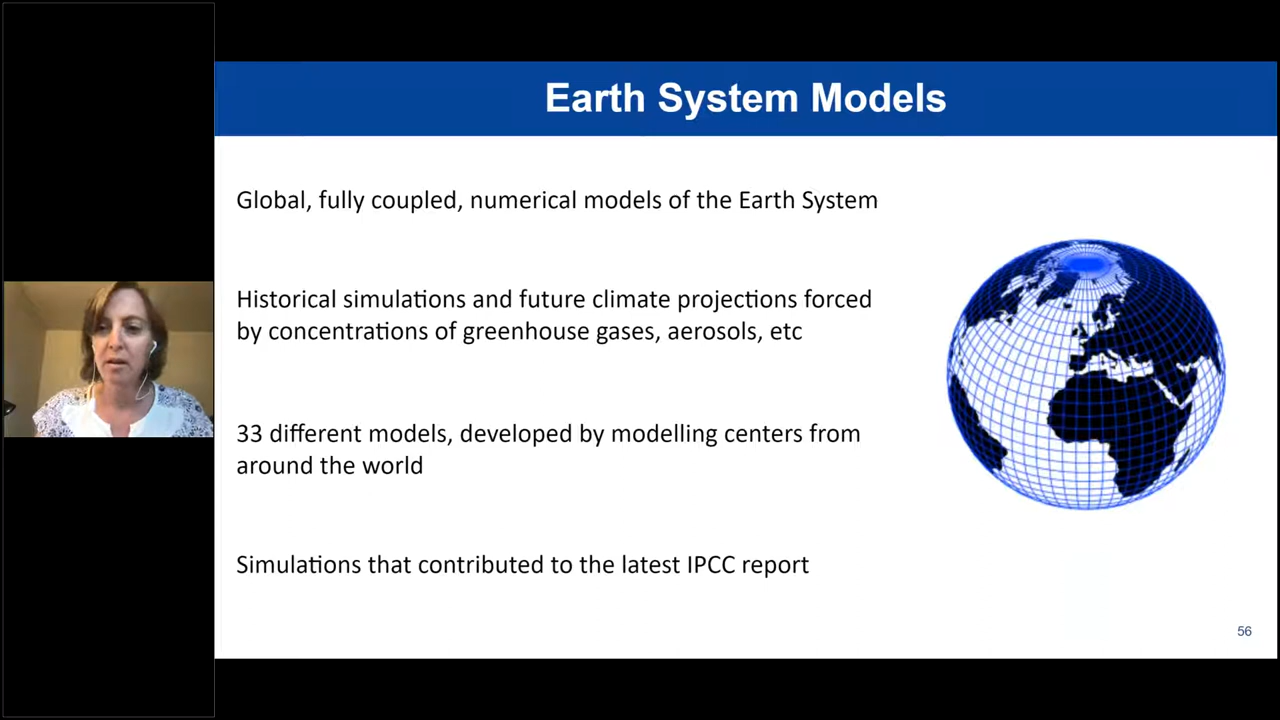 Earth System Models
Global, fully coupled, numerical models of the Earth System
Historical simulations and future climate projections forced
by concentrations of greenhouse gases, aerosols, etc
33 different models, developed by modelling centers from
around the world
Simulations that contributed to the latest IPCC report
56